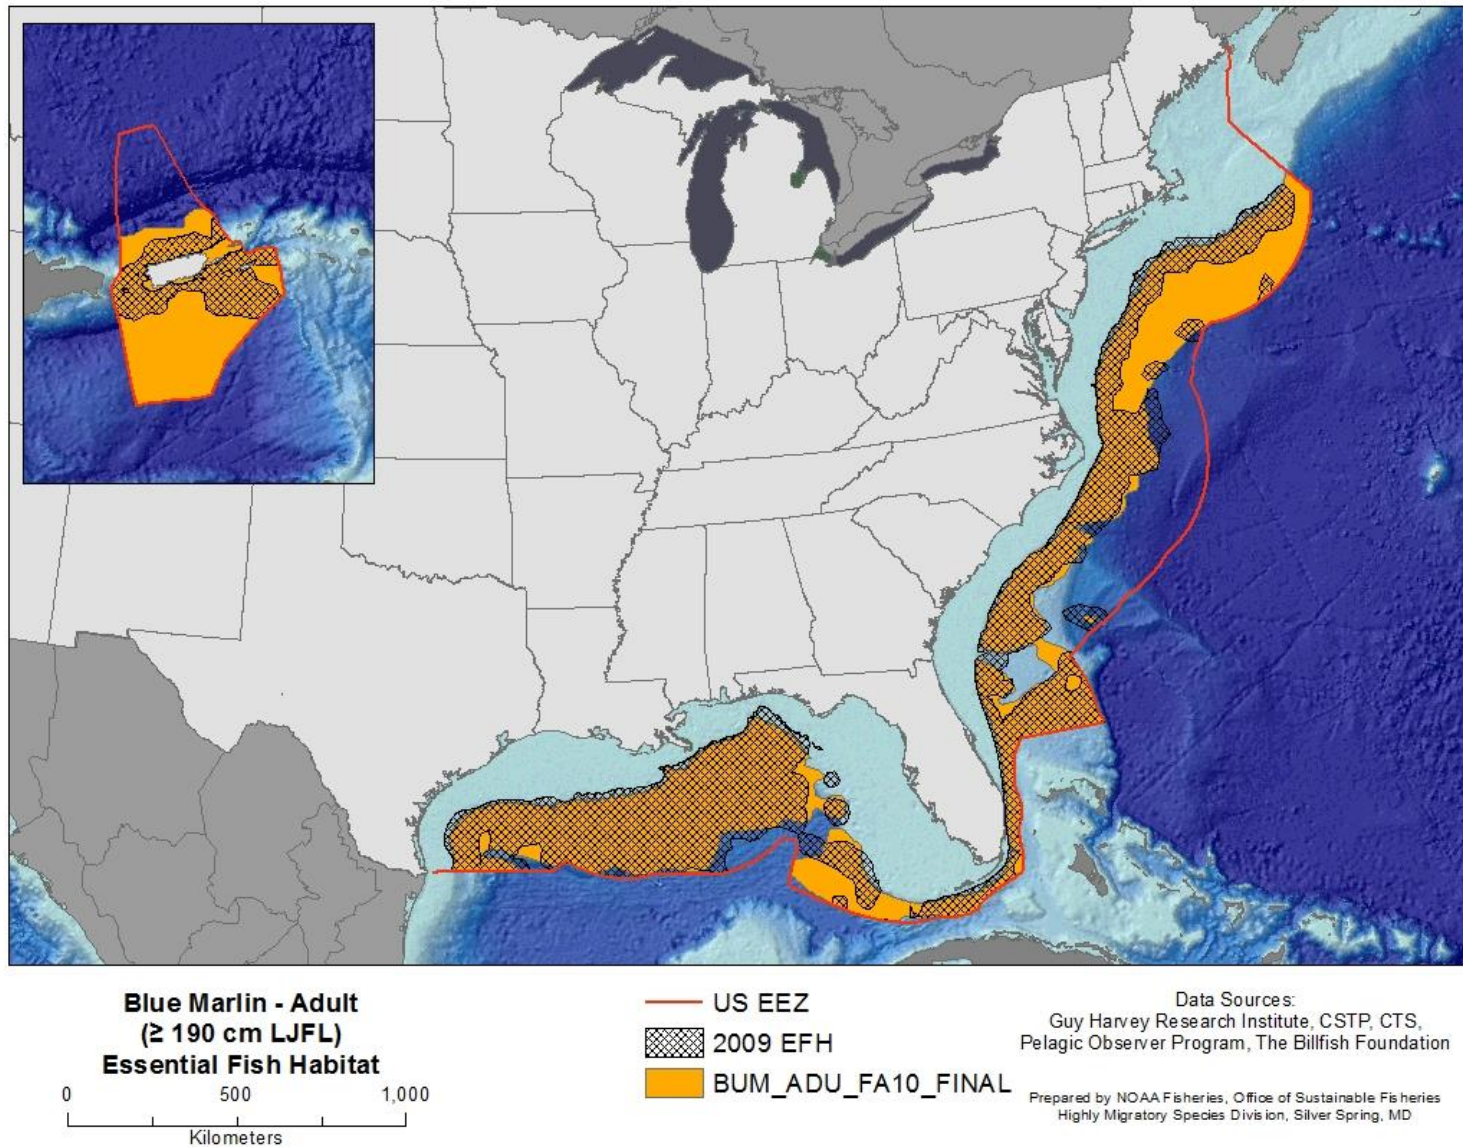 Blue Marlin - Adult
(≥ 190 cm LJFL)
Essential Fish Habitat
0 500 1,000
Kilometers
US EEZ
2009 EFH
BUM_ADU_FA10_FINAL
Data Sources:
Guy Harvey Research Institute, CSTP, CTS,
Pelagic Observer Program, The Billfish Foundation
Prepared by NOAA Fisheries, Office of Sustainable Fisheries
Highly Migratory Species Division, Silver Spring, MD